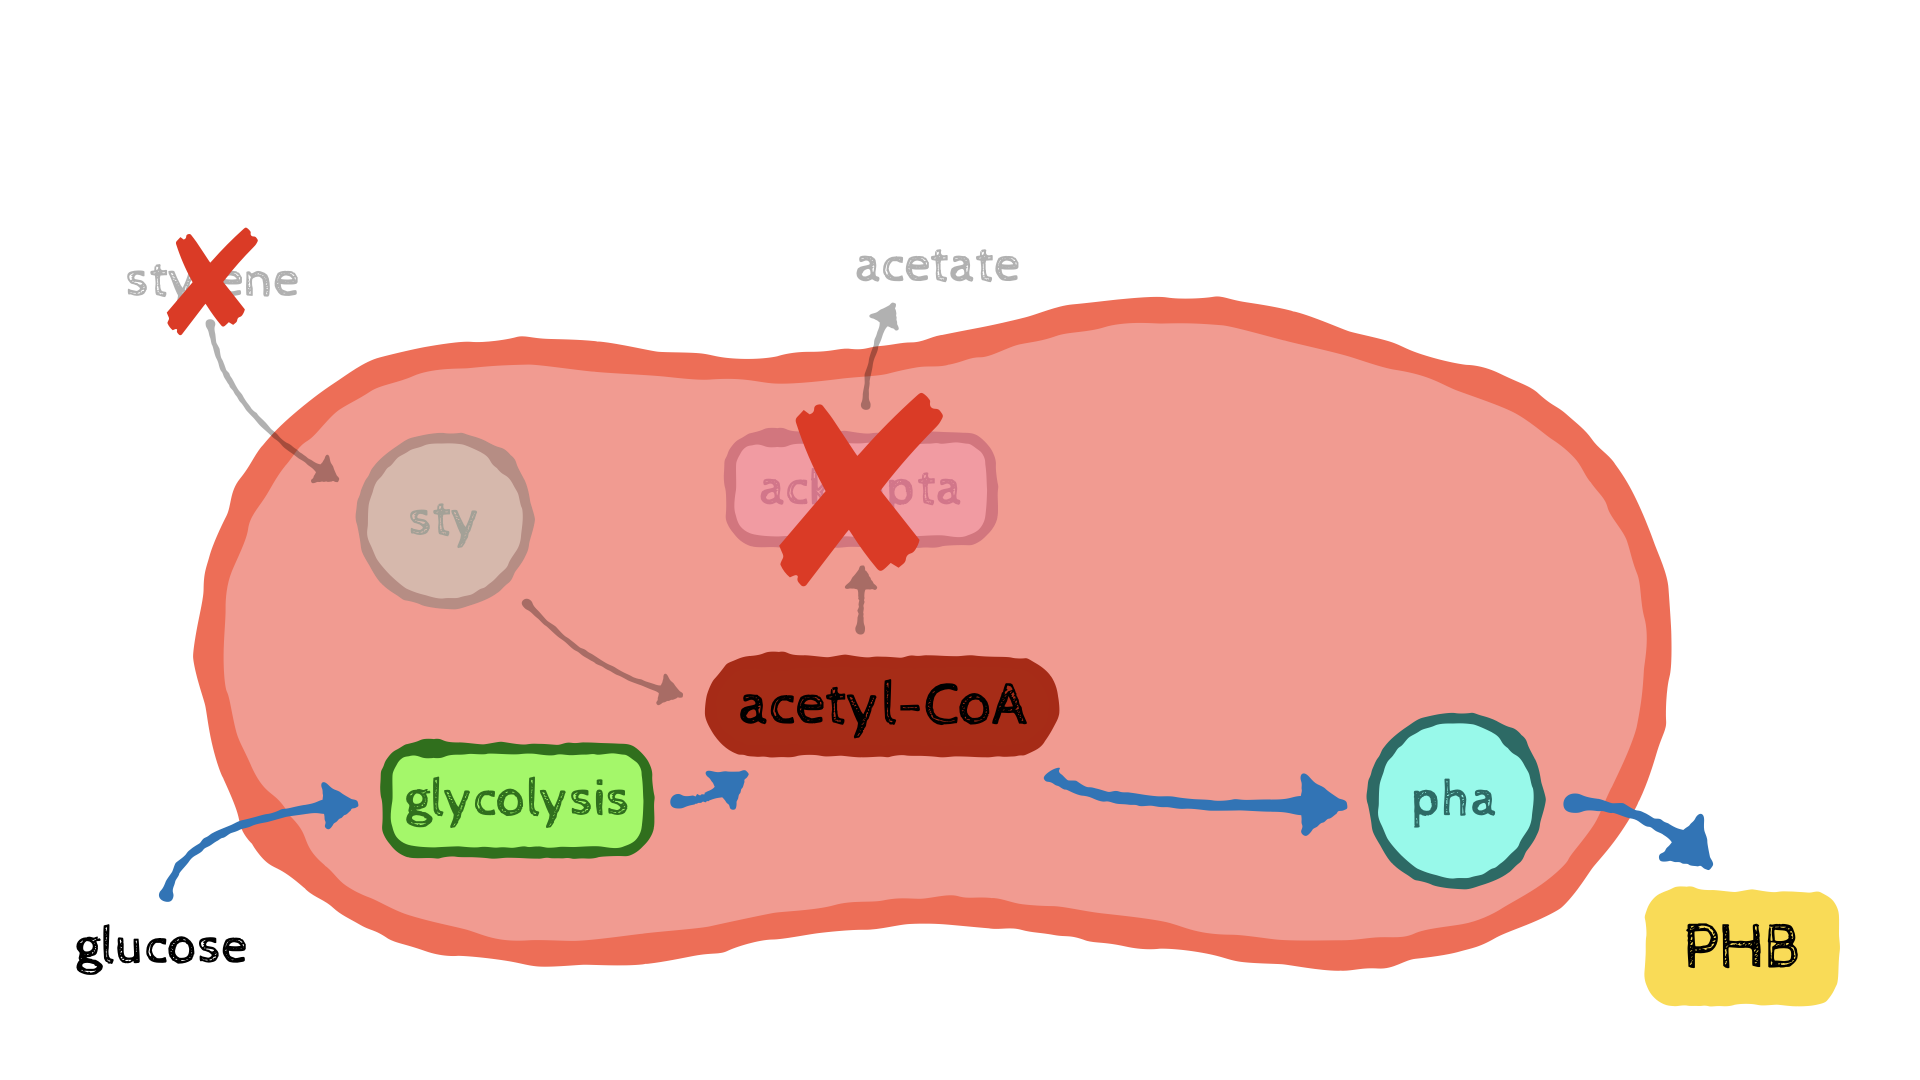 acetate
sty
acetyl-CoA
glycolysis
pha
glucose
PHB